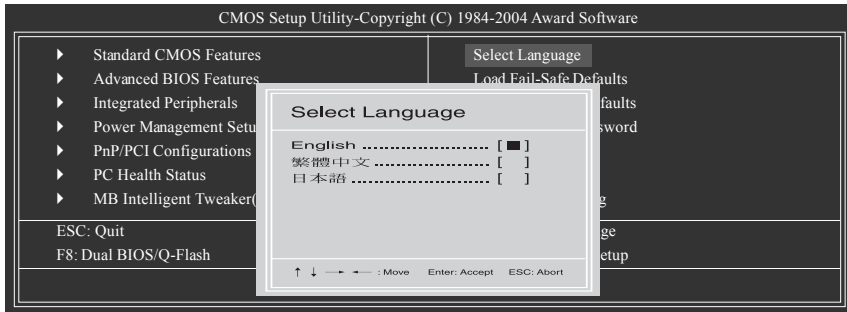 CMOS Setup Utility-Copyright (C) 1984-2004 Award Software
Standard CMOS Features
Advanced BIOS Features
Integrated Peripherals
Power Management Setu
PnP/PCI Configurations
PC Health Status
MB Intelligent Tweaker(
Select Language
Load Fail-Safe Defaults
faults
sword
g
ESC: Quit
F8: Dual BIOS/Q-Flash
ge
etup
Select Language
English ........................ [■]
繁體中文 ...................... [ ]
日本語 .......................... [ ]
↑ ↓ → ← : Move Enter: Accept ESC: Abort